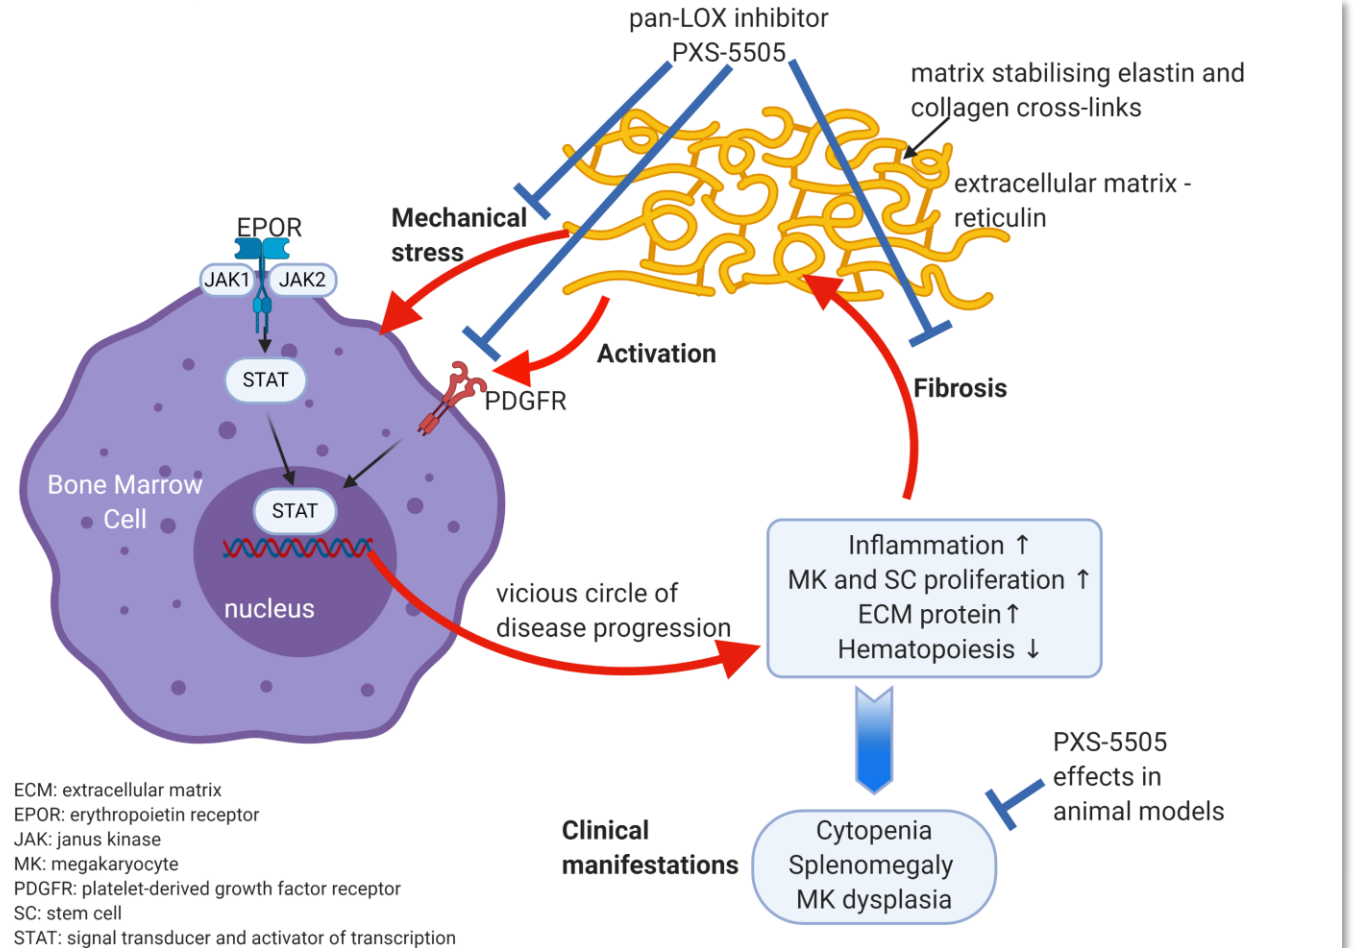 pan-LOX inhibitor
PXS-5505
matrix stabilising elastin and
collagen cross-links
extracellular matrix -
reticulin
Mechanical
stress
EPOR
JAK1
JAK2
STAT
Activation
PDGFR
Fibrosis
Bone Marrow
Cell
STAT
nucleus
vicious circle of
disease progression
Inflammation ↑
MK and SC proliferation ↑
ECM protein↑
Hematopoiesis ↓
PXS-5505
effects in
animal models
Clinical
manifestations
Cytopenia
Splenomegaly
MK dysplasia
ECM: extracellular matrix
EPOR: erythropoietin receptor
JAK: janus kinase
MK: megakaryocyte
PDGFR: platelet-derived growth factor receptor
SC: stem cell
STAT: signal transducer and activator of transcription